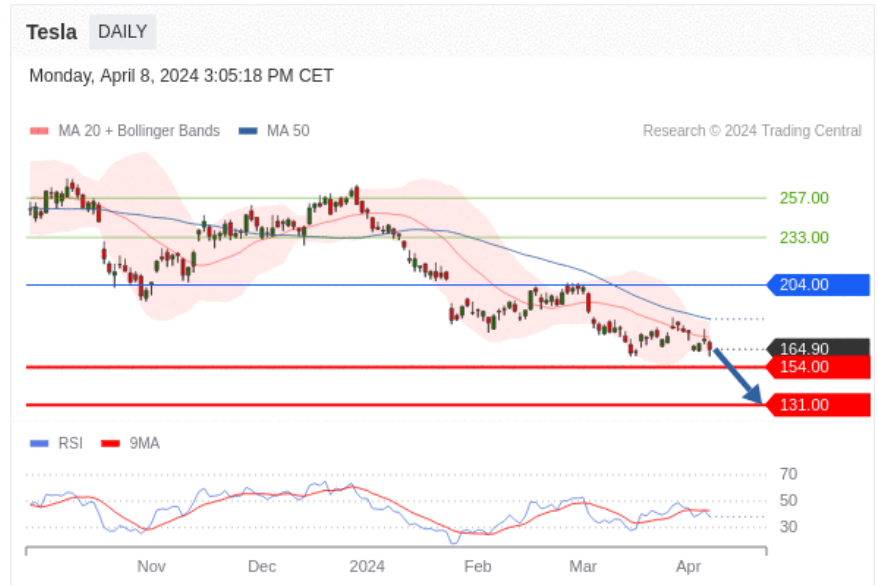 Tesla DAILY
Monday, April 8, 2024 3:05:18 PM CET
MA 20 + Bollinger Bands MA 50 Research © 2024 Trading Central
257.00
233.00
204.00
164.90
154.00
131.00
RSI 9MA
70
50
30
Nov Dec 2024 Feb Mar Apr